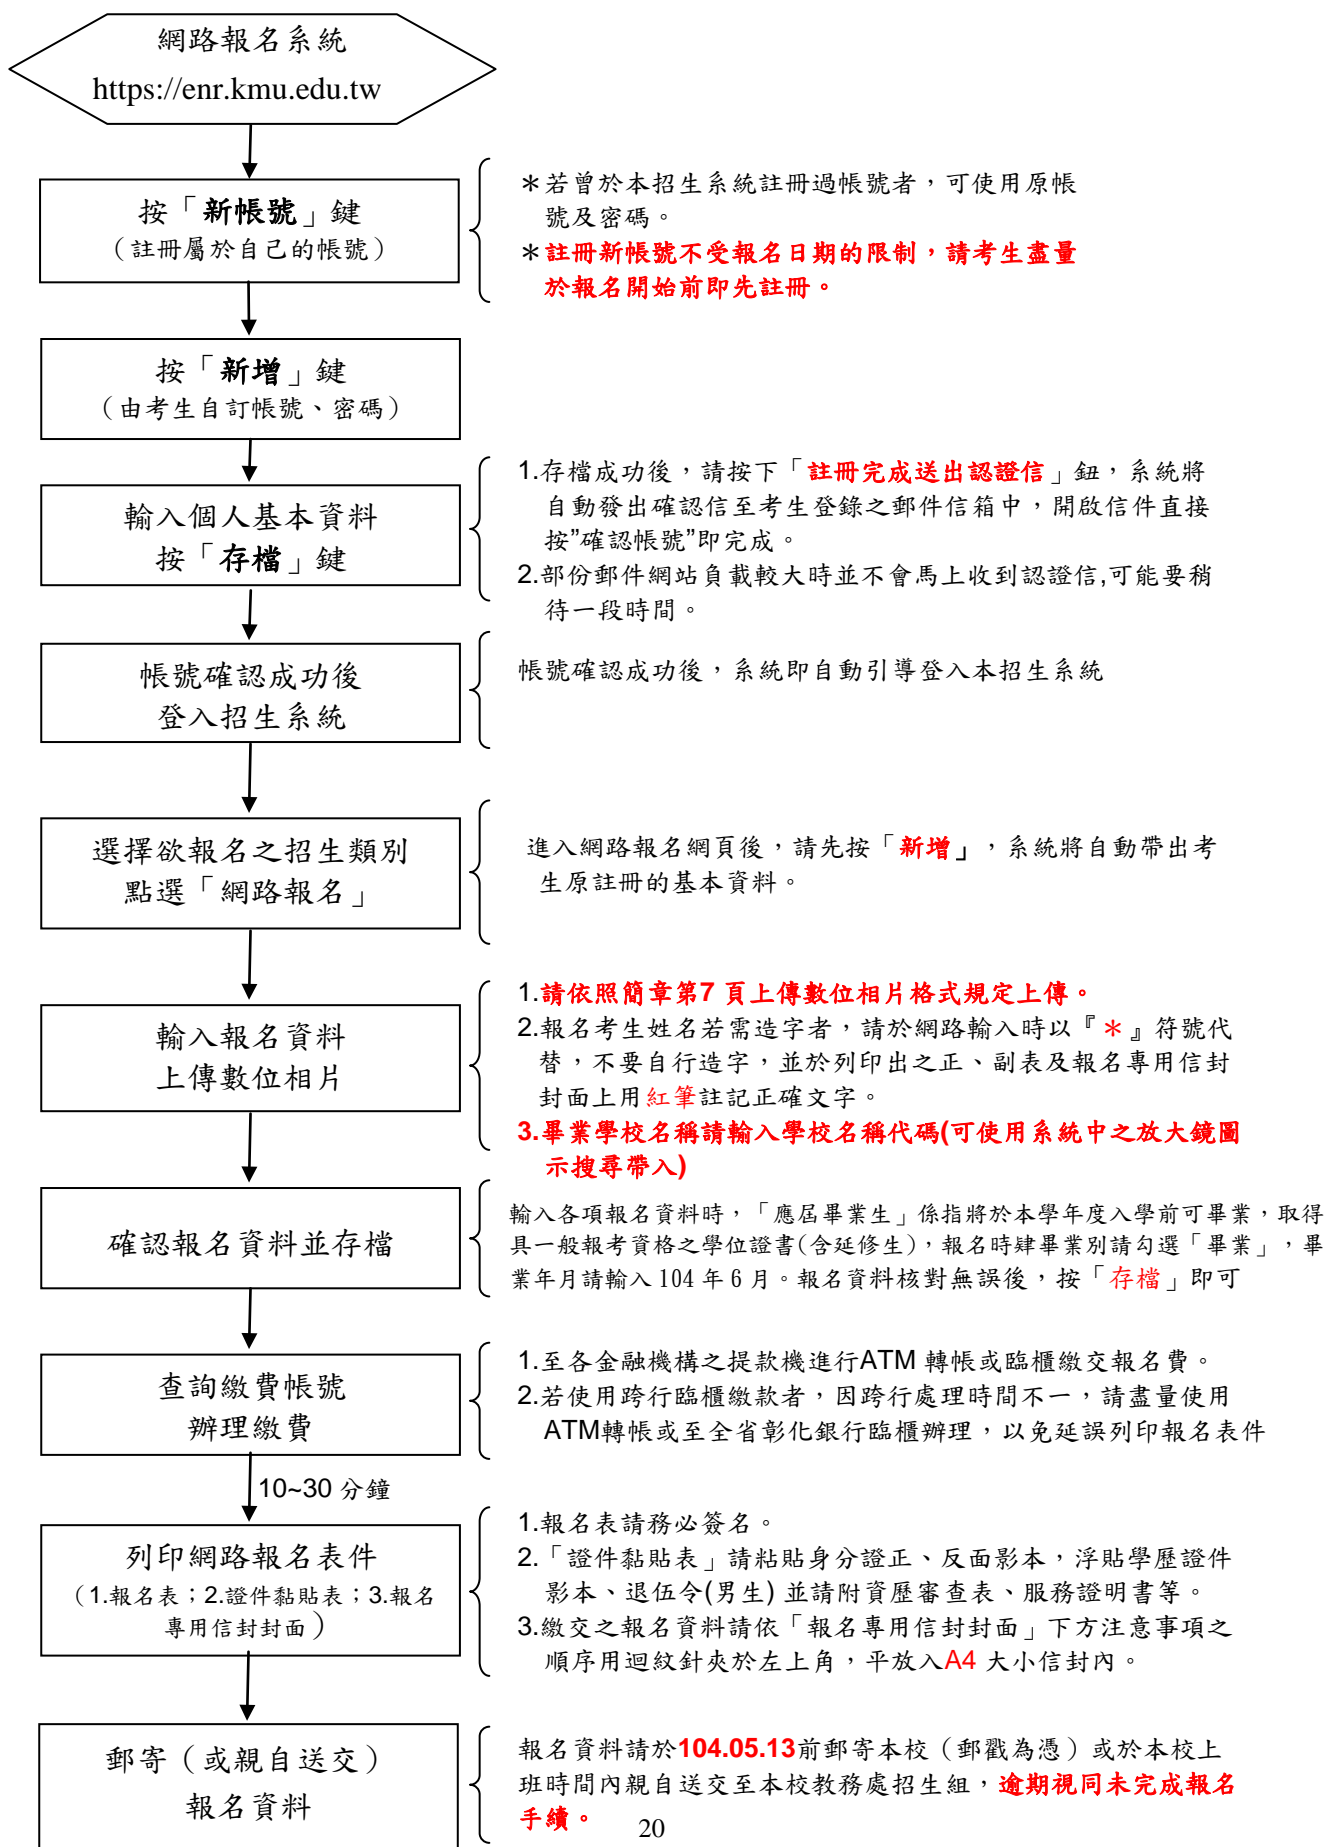 網路報名系統
https://enr.kmu.edu.tw
按「新帳號」鍵
（註冊屬於自己的帳號）
＊若曾於本招生系統註冊過帳號者，可使用原帳
號及密碼。
＊註冊新帳號不受報名日期的限制，請考生盡量
於報名開始前即先註冊。
按「新增」鍵
（由考生自訂帳號、密碼）
輸入個人基本資料
按「存檔」鍵
1.存檔成功後，請按下「註冊完成送出認證信」鈕，系統將
自動發出確認信至考生登錄之郵件信箱中，開啟信件直接
按”確認帳號”即完成。
2.部份郵件網站負載較大時並不會馬上收到認證信,可能要稍
待一段時間。
帳號確認成功後
登入招生系統
帳號確認成功後，系統即自動引導登入本招生系統
選擇欲報名之招生類別
點選「網路報名」
進入網路報名網頁後，請先按「新增」，系統將自動帶出考
生原註冊的基本資料。
輸入報名資料
上傳數位相片
1.請依照簡章第7 頁上傳數位相片格式規定上傳。
2.報名考生姓名若需造字者，請於網路輸入時以『＊』符號代
替，不要自行造字，並於列印出之正、副表及報名專用信封
封面上用紅筆註記正確文字。
3.畢業學校名稱請輸入學校名稱代碼(可使用系統中之放大鏡圖
示搜尋帶入)
確認報名資料並存檔
輸入各項報名資料時，「應屆畢業生」係指將於本學年度入學前可畢業，取得
具一般報考資格之學位證書(含延修生)，報名時肄畢業別請勾選「畢業」，畢
業年月請輸入 104 年 6 月。報名資料核對無誤後，按「存檔」即可
查詢繳費帳號
辦理繳費
1.至各金融機構之提款機進行ATM 轉帳或臨櫃繳交報名費。
2.若使用跨行臨櫃繳款者，因跨行處理時間不一，請盡量使用
ATM轉帳或至全省彰化銀行臨櫃辦理，以免延誤列印報名表件
10~30 分鐘
列印網路報名表件
（1.報名表；2.證件黏貼表；3.報名
專用信封封面）
1.報名表請務必簽名。
2.「證件黏貼表」請粘貼身分證正、反面影本，浮貼學歷證件
影本、退伍令(男生) 並請附資歷審查表、服務證明書等。
3.繳交之報名資料請依「報名專用信封封面」下方注意事項之
順序用迴紋針夾於左上角，平放入A4 大小信封內。
郵寄（或親自送交）
報名資料
報名資料請於104.05.13前郵寄本校（郵戳為憑）或於本校上
班時間內親自送交至本校教務處招生組，逾期視同未完成報名
手續。
20